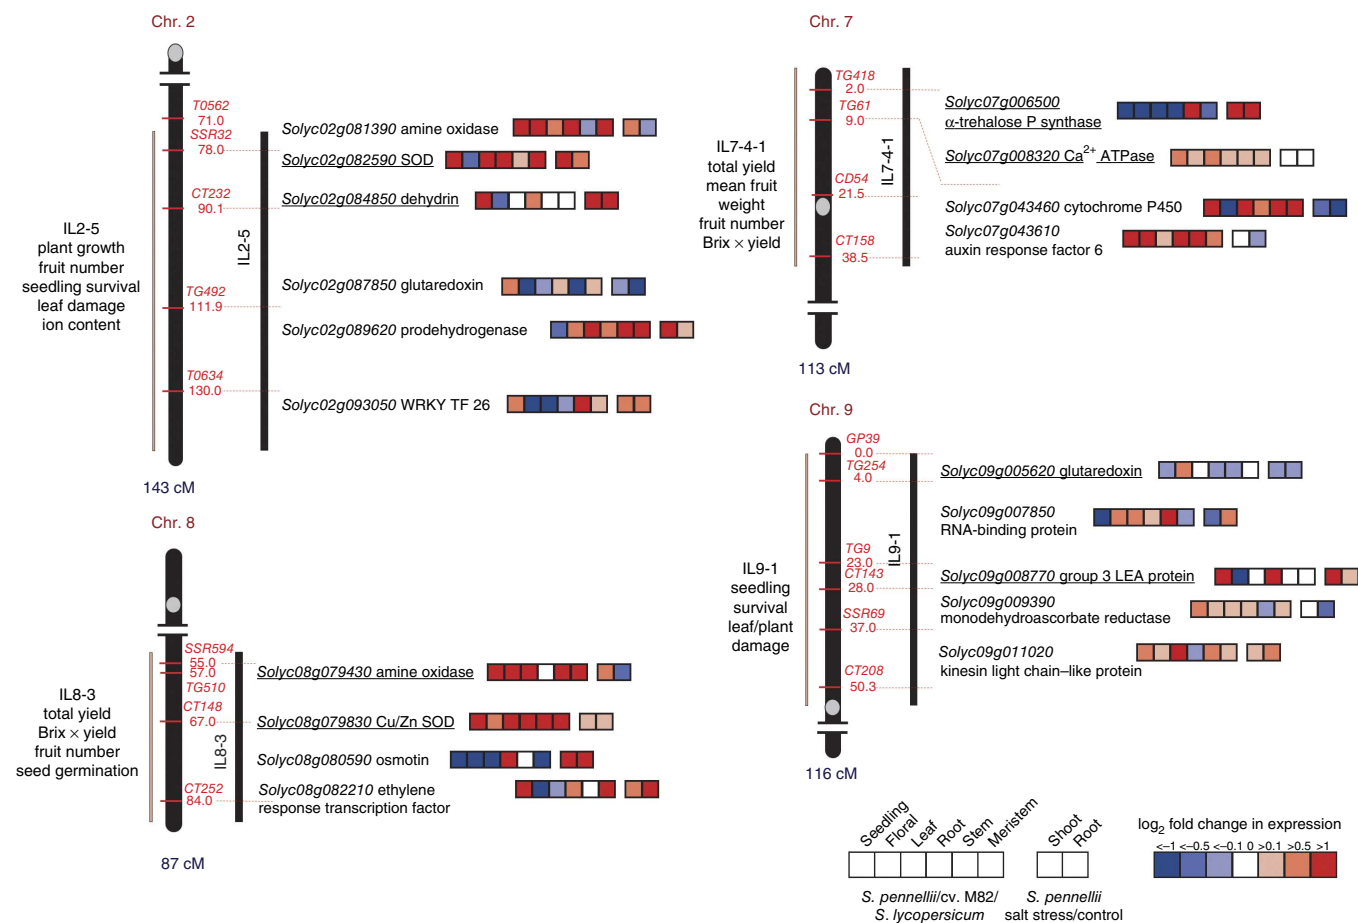 Chr. 2
T0562
71.0
SSR32
78.0
CT232
90.1
TG492
111.9
T0634
130.0
143 cM
IL2-5
plant growth
fruit number
seedling survival
leaf damage
ion content
IL2-5
Solyc02g081390 amine oxidase
Solyc02g082590 SOD
Solyc02g084850 dehydrin
Solyc02g087850 glutaredoxin
Solyc02g089620 prodehydrogenase
Solyc02g093050 WRKY TF 26
Chr. 8
SSR594
55.0
57.0
TG510
CT148
67.0
CT252
84.0
87 cM
IL8-3
total yield
Brix × yield
fruit number
seed germination
IL8-3
Solyc08g079430 amine oxidase
Solyc08g079830 Cu/Zn SOD
Solyc08g080590 osmotin
Solyc08g082210 ethylene
response transcription factor
Chr. 7
TG418
2.0
TG61
9.0
CD54
21.5
CT158
38.5
113 cM
IL7-4-1
total yield
mean fruit
weight
fruit number
Brix × yield
IL7-4-1
Solyc07g006500
α-trehalose P synthase
Solyc07g008320 Ca2+ ATPase
Solyc07g043460 cytochrome P450
Solyc07g043610
auxin response factor 6
Chr. 9
GP39
0.0
TG254
4.0
TG9
23.0
CT143
28.0
SSR69
37.0
CT208
50.3
116 cM
IL9-1
seedling
survival
leaf/plant
damage
IL9-1
Solyc09g005620 glutaredoxin
Solyc09g007850
RNA-binding protein
Solyc09g008770 group 3 LEA protein
Solyc09g009390
monodehydroascorbate reductase
Solyc09g011020
kinesin light chain–like protein
Seedling
Floral
Leaf
Root
Stem
Meristem
S. pennellii/cv. M82/
S. lycopersicum
Shoot
Root
S. pennellii
salt stress/control
log2 fold change in expression
<–1 <–0.5 <–0.1 0 >0.1 >0.5 >1